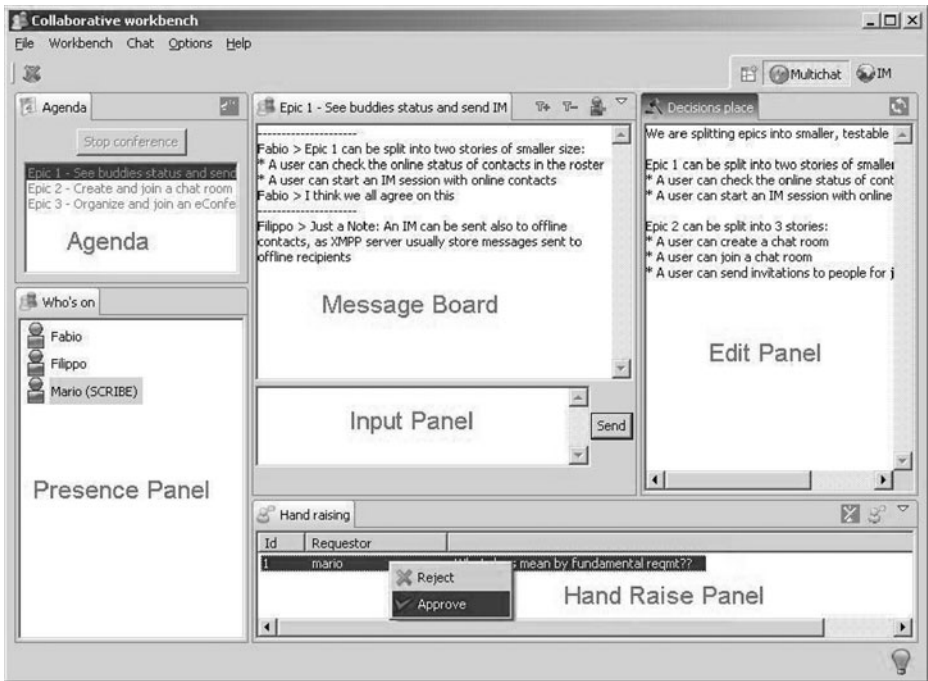 Collaborative workbench
File Workbench Chat Options Help
Multichat IM
Agenda
Stop conference
Epic 1 - See buddies status and send
Epic 2 - Create and join a chat room
Epic 3 - Organize and join an eConfe
Agenda
Who's on
Fabio
Filippo
Mario (SCRIBE)
Presence Panel
Epic 1 - See buddies status and send IM T+ T-
--------------------
Fabio > Epic 1 can be split into two stories of smaller size:
* A user can check the online status of contacts in the roster
* A user can start an IM session with online contacts
Fabio > I think we all agree on this
--------------------
Filippo > Just a Note: An IM can be sent also to offline
contacts, as XMPP server usually store messages sent to
offline recipients
Message Board
Input Panel
Send
Decisions place
We are splitting epics into smaller, testable
Epic 1 can be split into two stories of smaller
* A user can check the online status of cont
* A user can start an IM session with online
Epic 2 can be split into 3 stories:
* A user can create a chat room
* A user can join a chat room
* A user can send invitations to people for j
Edit Panel
Hand raising
Id Requestor
1 mario mean by fundamental reqmt??
Reject
Approve
Hand Raise Panel